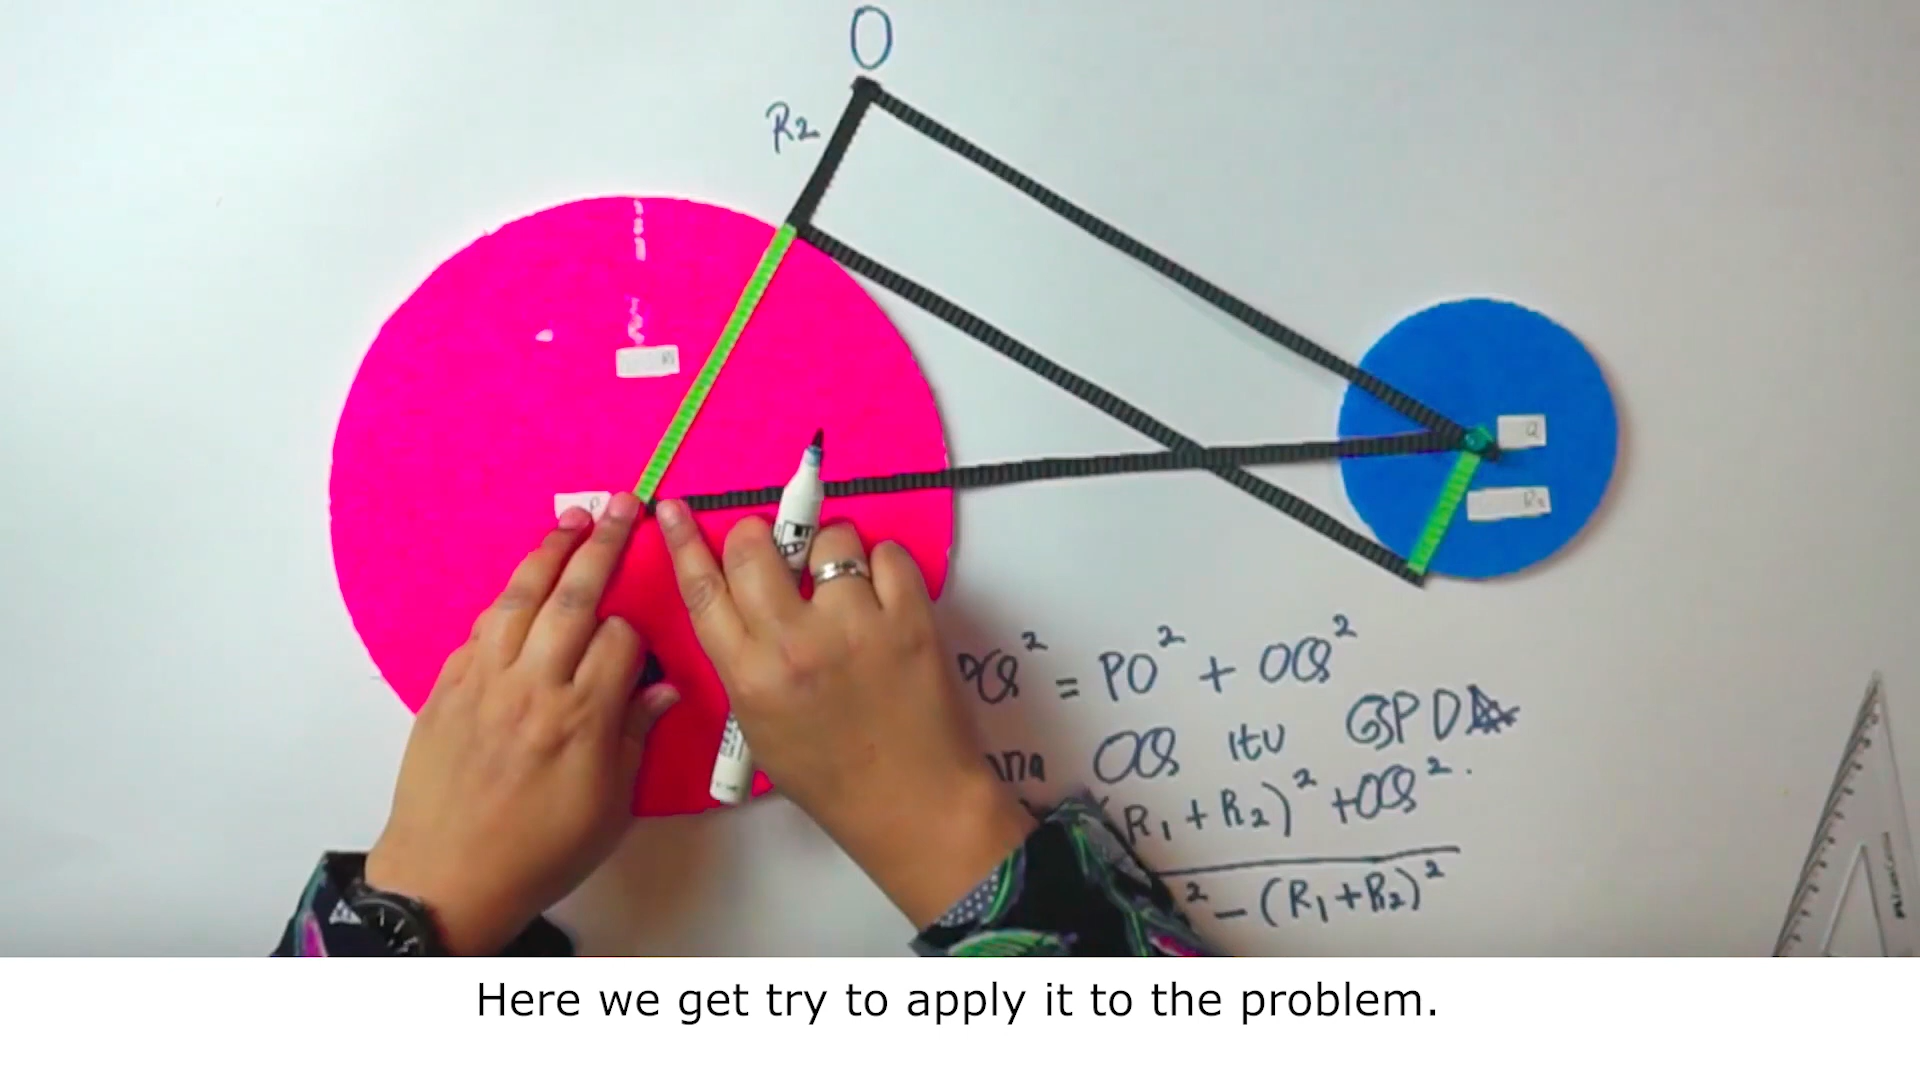 O
R2
Q
R2
PQ² = PO² + OQ²
OQ itu GSPD
R₁ + R₂)² + OQ².
² - (R₁ + R₂)²
Here we get try to apply it to the problem.